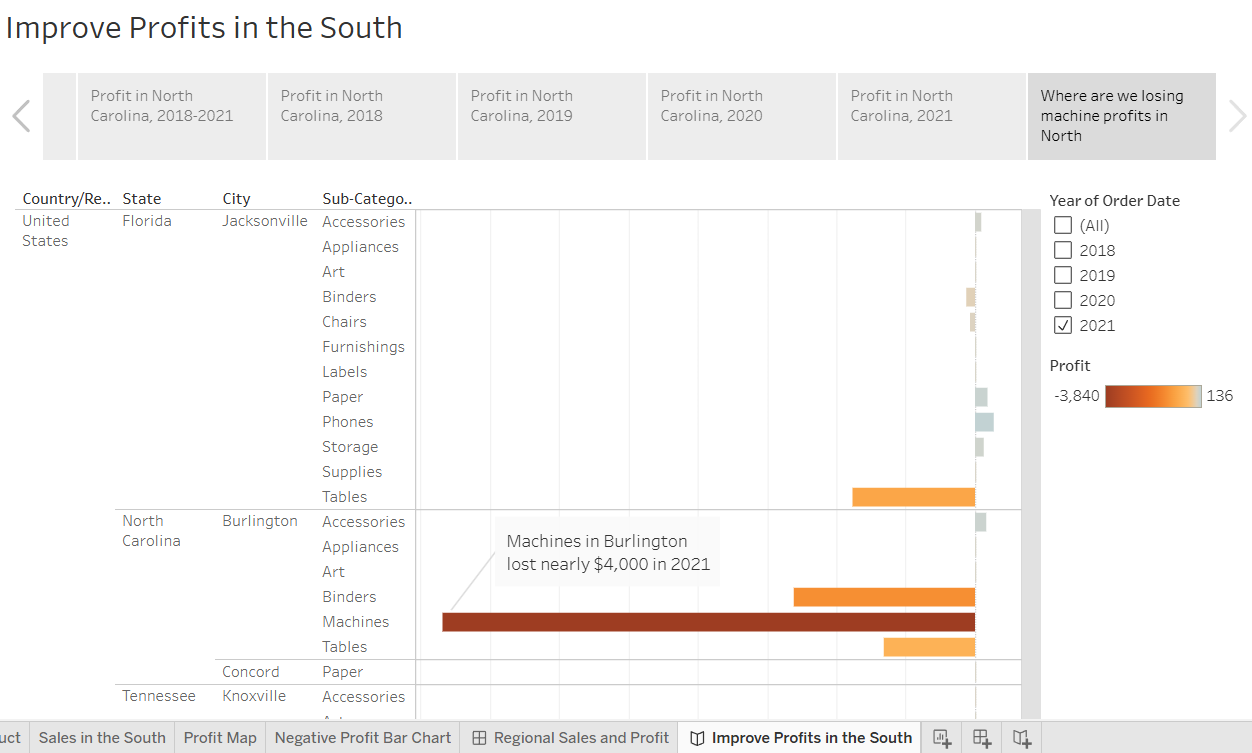 Improve Profits in the South
Profit in North
Carolina, 2018-2021
Profit in North
Carolina, 2018
Profit in North
Carolina, 2019
Profit in North
Carolina, 2020
Profit in North
Carolina, 2021
Where are we losing
machine profits in
North
Country/Re.. State City Sub-Catego..
United
States
Florida
Jacksonville
Accessories
Appliances
Art
Binders
Chairs
Furnishings
Labels
Paper
Phones
Storage
Supplies
Tables
North
Carolina
Burlington
Accessories
Appliances
Art
Binders
Machines
Tables
Machines in Burlington
lost nearly $4,000 in 2021
Concord Paper
Tennessee Knoxville Accessories
Year of Order Date
(All)
2018
2019
2020
2021
Profit
-3,840 136
uct Sales in the South Profit Map Negative Profit Bar Chart Regional Sales and Profit Improve Profits in the South